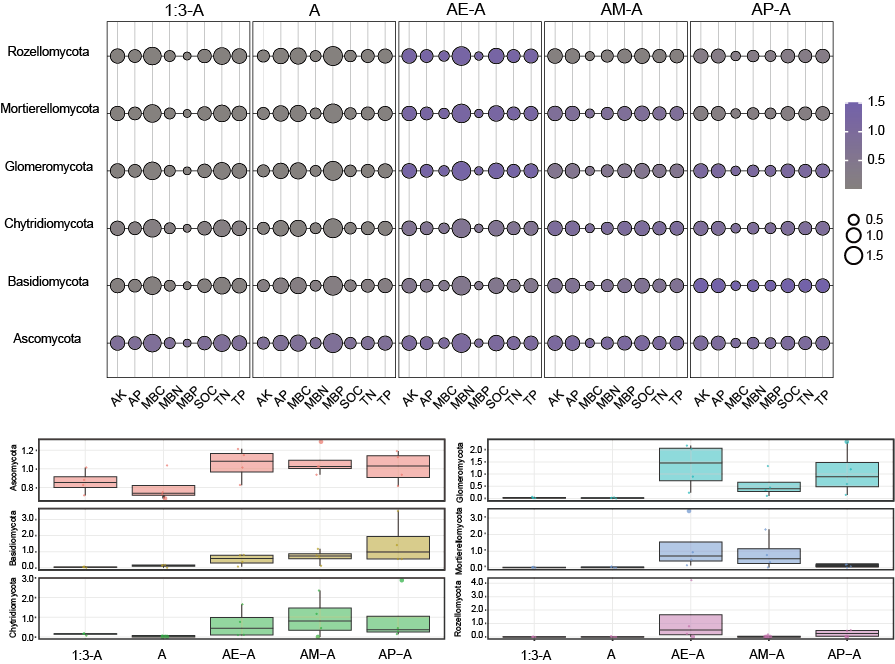 1:3-A A AE-A AM-A AP-A
Rozellomycota
Mortierellomycota
Glomeromycota
Chytridiomycota
Basidiomycota
Ascomycota
1.5
1.0
0.5
0.5
1.0
1.5
AK AP MBC MBN MBP SOC TN TP AK AP MBC MBN MBP SOC TN TP AK AP MBC MBN MBP SOC TN TP AK AP MBC MBN MBP SOC TN TP AK AP MBC MBN MBP SOC TN TP
Ascomycota
1.2
1.0
0.8
Basidiomycota
3.0
2.0
1.0
0.0
Chytridiomycota
3.0
2.0
1.0
0.0
1:3-A A AE-A AM-A AP-A
Glomeromycota
2.0
1.5
1.0
0.5
0.0
Mortierellomycota
3.0
2.0
1.0
0.0
Rozellomycota
4.0
3.0
2.0
1.0
0.0
1:3-A A AE-A AM-A AP-A